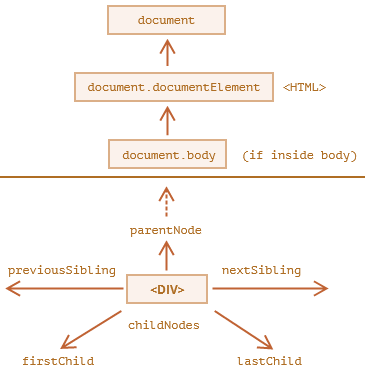 document
document.documentElement <HTML>
document.body (if inside body)
parentNode
previousSibling nextSibling
<DIV>
childNodes
firstChild lastChild